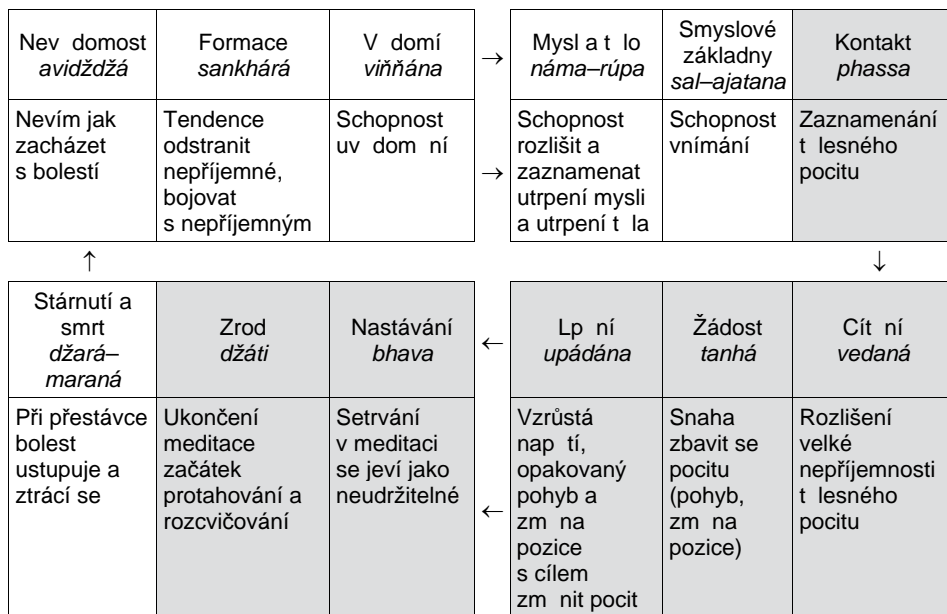 Nev domost
avidždžá
Formace
sankhárá
V domí
viňňána
→
Mysl a t lo
náma–rúpa
Smyslové
základny
sal–ajatana
Kontakt
phassa
Nevím jak
zacházet
s bolestí
Tendence
odstranit
nepříjemné,
bojovat
s nepříjemným
Schopnost
uv dom ní
→
Schopnost
rozlišit a
zaznamenat
utrpení mysli
a utrpení t la
Schopnost
vnímání
Zaznamenání
t lesného
pocitu
↑
↓
Stárnutí a
smrt
džará–
maraná
Zrod
džáti
Nastávání
bhava
←
Lp ní
upádána
Žádost
tanhá
Cít ní
vedaná
Při přestávce
bolest
ustupuje a
ztrácí se
Ukončení
meditace
začátek
protahování a
rozcvičování
Setrvání
v meditaci
se jeví jako
neudržitelné
←
Vzrůstá
nap tí,
opakovaný
pohyb a
zm na
pozice
s cílem
zm nit pocit
Snaha
zbavit se
pocitu
(pohyb,
zm na
pozice)
Rozlišení
velké
nepříjemnosti
t lesného
pocitu